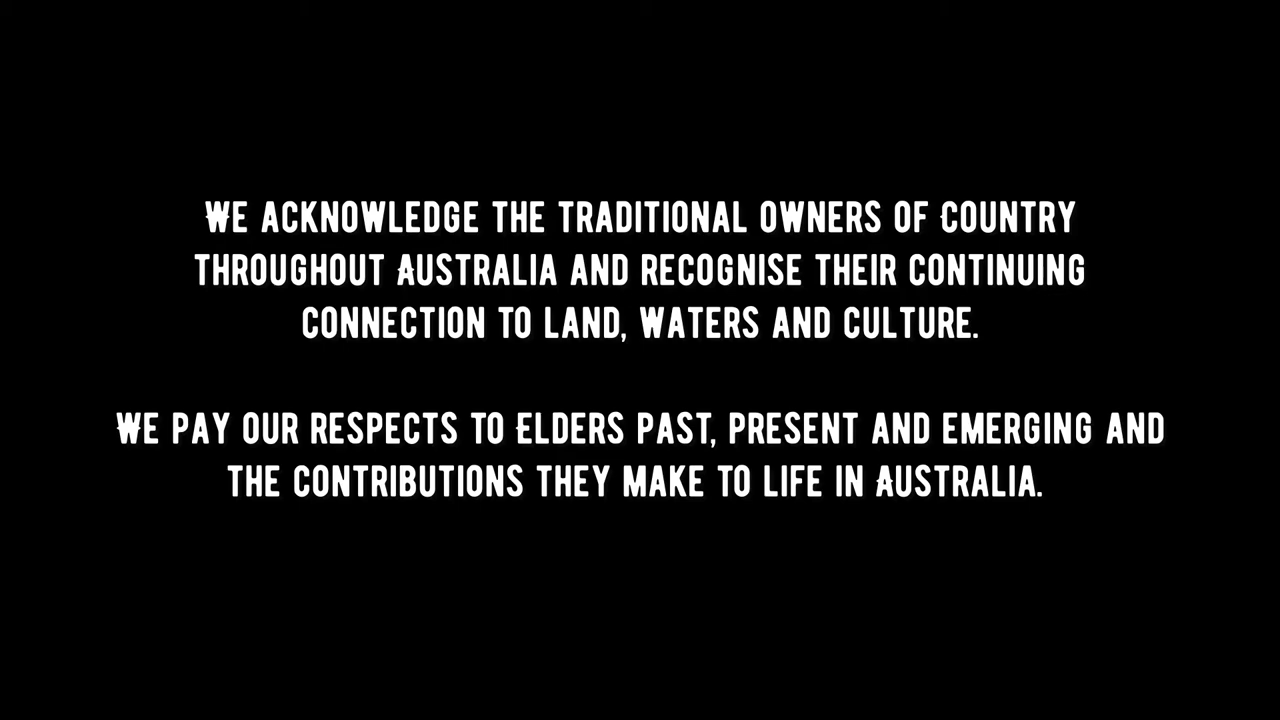 We acknowledge the traditional owners of Country
throughout Australia and recognise their continuing
connection to land, waters and culture.
We pay our respects to Elders past, present and emerging and
the contributions they make to life in Australia.